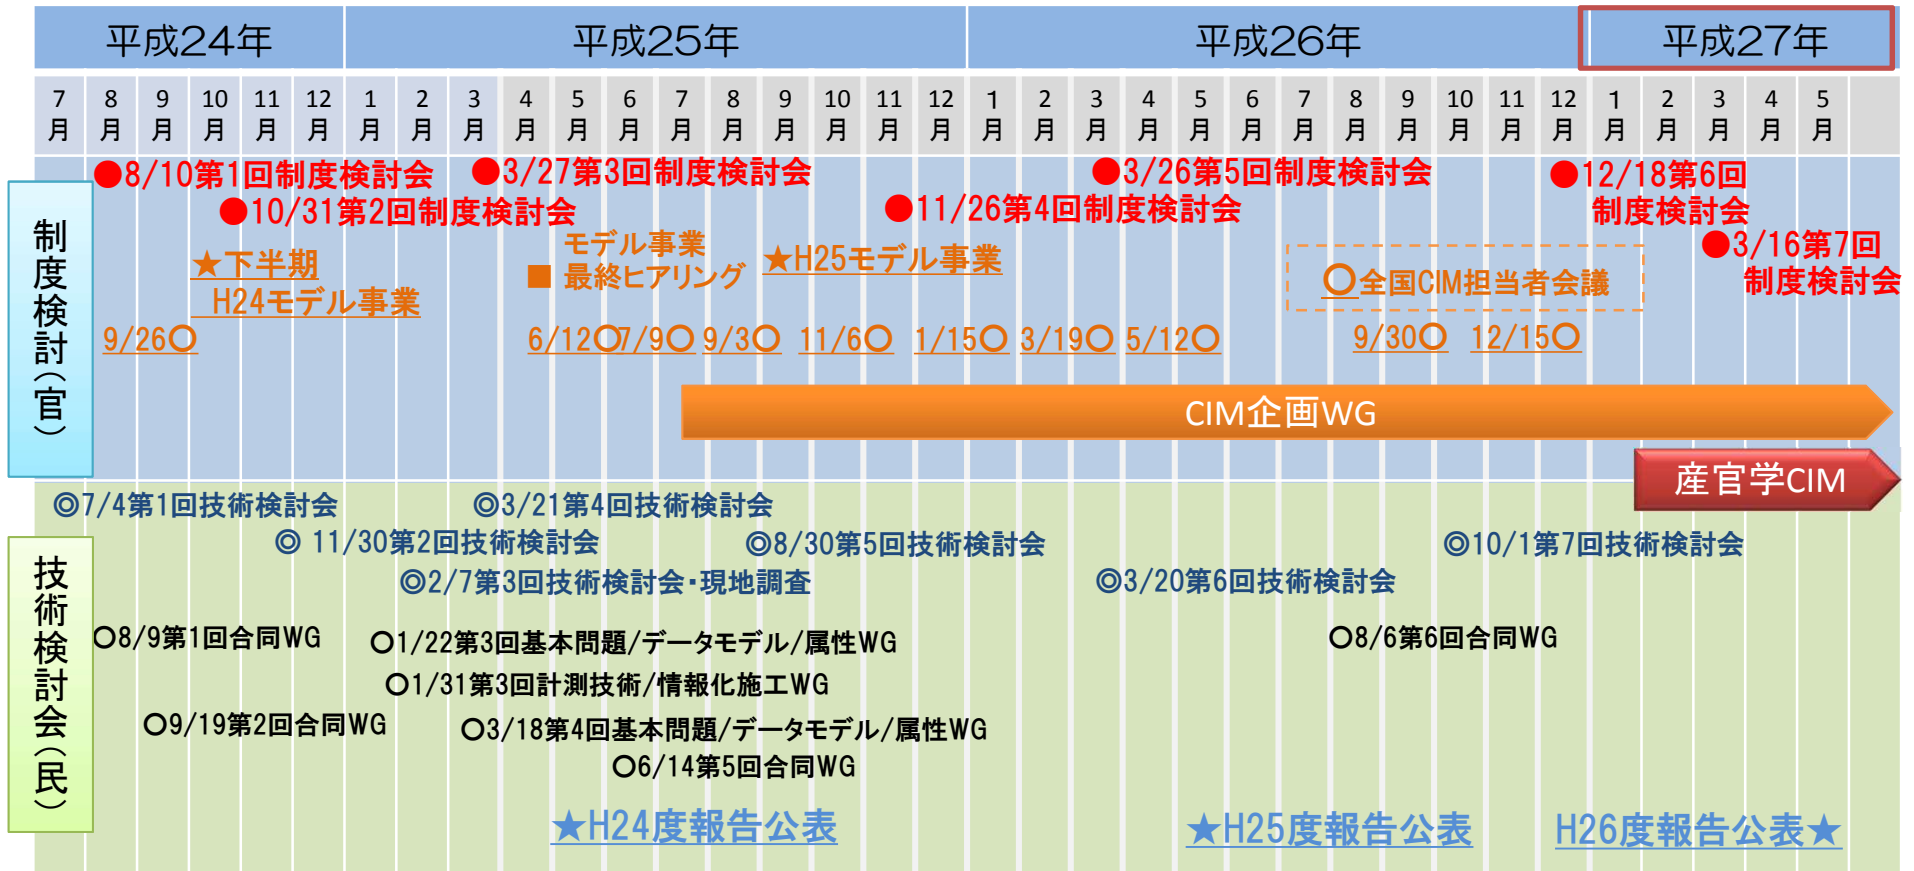 平成24年 平成25年 平成26年 平成27年
7月 8月 9月 10月 11月 12月 1月 2月 3月 4月 5月 6月 7月 8月 9月 10月 11月 12月 1月 2月 3月 4月 5月 6月 7月 8月 9月 10月 11月 12月 1月 2月 3月 4月 5月
制度検討(官)
●8/10第1回制度検討会
●3/27第3回制度検討会
●3/26第5回制度検討会
●12/18第6回
制度検討会
●10/31第2回制度検討会
●11/26第4回制度検討会
●3/16第7回
制度検討会
★下半期
H24モデル事業
モデル事業
■ 最終ヒアリング
★H25モデル事業
○全国CIM担当者会議
9/26○ 6/12○ 7/9○ 9/3○ 11/6○ 1/15○ 3/19○ 5/12○ 9/30○ 12/15○
CIM企画WG
産官学CIM
技術検討会(民)
◎7/4第1回技術検討会
◎3/21第4回技術検討会
◎ 11/30第2回技術検討会
◎8/30第5回技術検討会
◎10/1第7回技術検討会
◎2/7第3回技術検討会・現地調査
◎3/20第6回技術検討会
○8/9第1回合同WG
○1/22第3回基本問題/データモデル/属性WG
○8/6第6回合同WG
○1/31第3回計測技術/情報化施工WG
○9/19第2回合同WG
○3/18第4回基本問題/データモデル/属性WG
○6/14第5回合同WG
★H24度報告公表
★H25度報告公表
H26度報告公表★